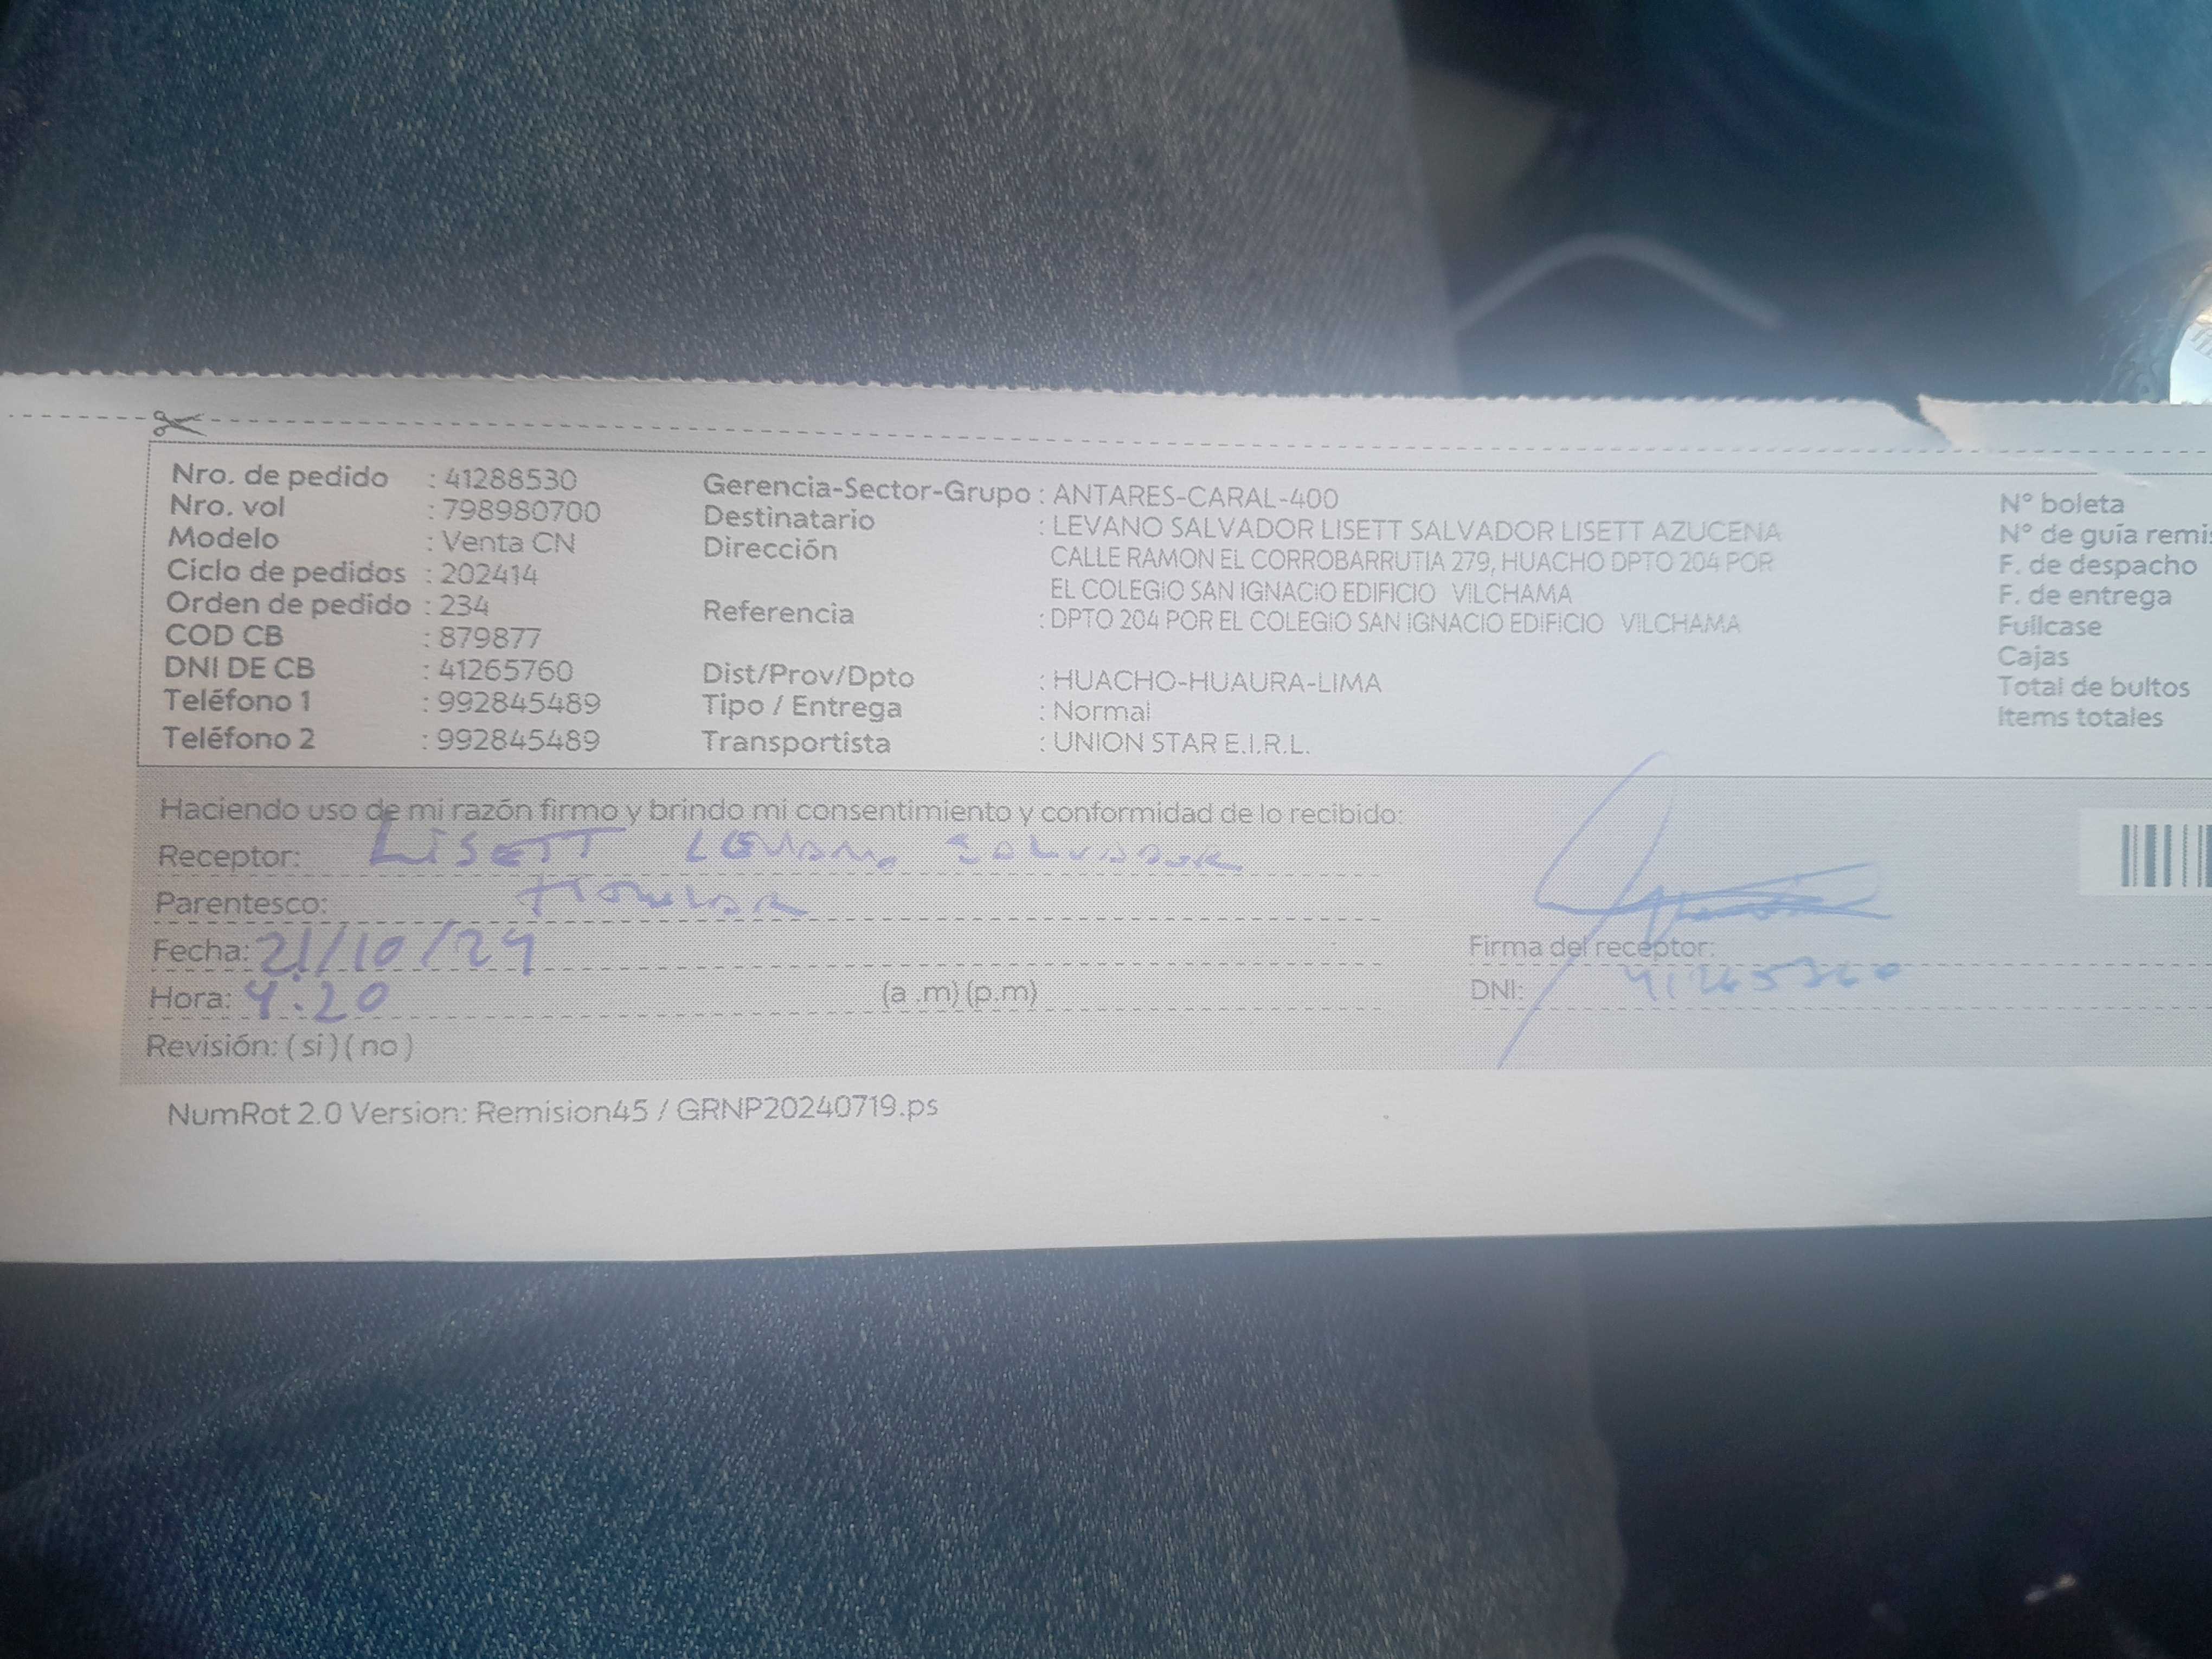 Nro. de pedido : 41288530
Nro. vol : 798980700
Modelo : Venta CN
Ciclo de pedidos : 202414
Orden de pedido : 234
COD CB : 879877
DNI DE CB : 41265760
Teléfono 1 : 992845489
Teléfono 2 : 992845489
Gerencia-Sector-Grupo : ANTARES-CARAL-400
Destinatario : LEVANO SALVADOR LISETT SALVADOR LISETT AZUCENA
Dirección CALLE RAMON EL CORROBARRUTIA 279, HUACHO DPTO 204 POR
EL COLEGIO SAN IGNACIO EDIFICIO VILCHAMA
Referencia : DPTO 204 POR EL COLEGIO SAN IGNACIO EDIFICIO VILCHAMA
Dist/Prov/Dpto : HUACHO-HUAURA-LIMA
Tipo / Entrega : Normal
Transportista : UNION STAR E.I.R.L.
N° boleta
N° de guía remis
F. de despacho
F. de entrega
Fullcase
Cajas
Total de bultos
Items totales
Haciendo uso de mi razón firmo y brindo mi consentimiento y conformidad de lo recibido:
Receptor: LISETT LEVANO SALVADOR
Parentesco: TITULAR
Fecha: 21/10/24
Hora: 4:20 (a .m) (p.m)
Revisión: ( si ) ( no )
Firma del receptor:
DNI:
NumRot 2.0 Version: Remision45 / GRNP20240719.ps